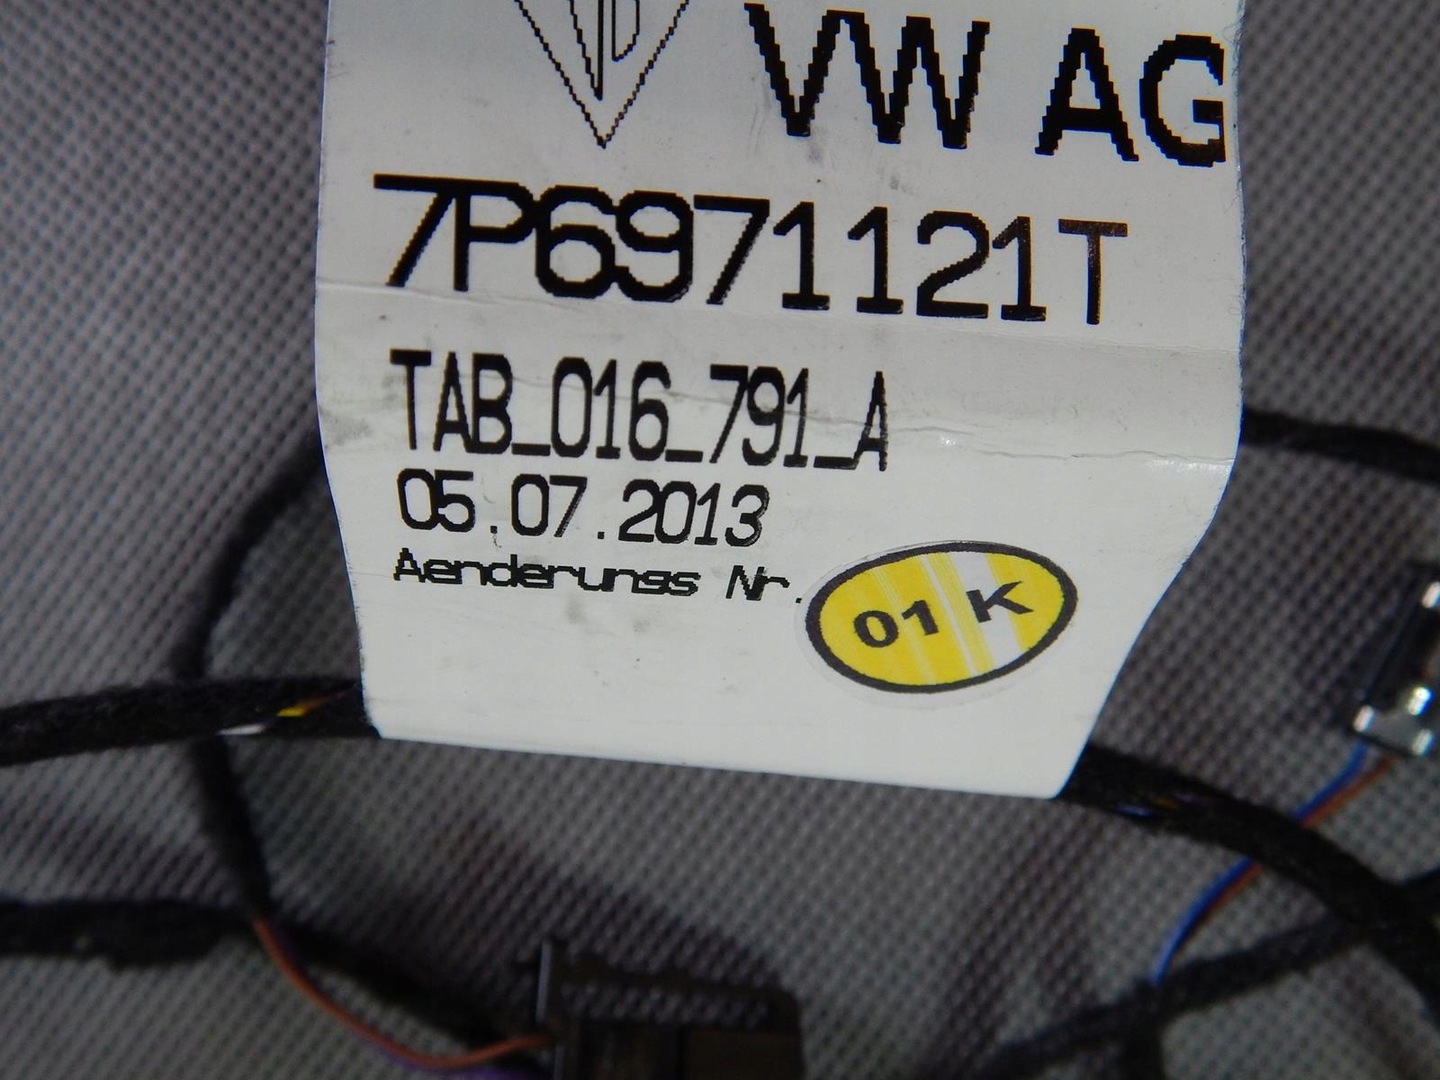 VW AG
7P6971121T
TAB_016_791_A
05.07.2013
Aenderungs Nr.
01 K